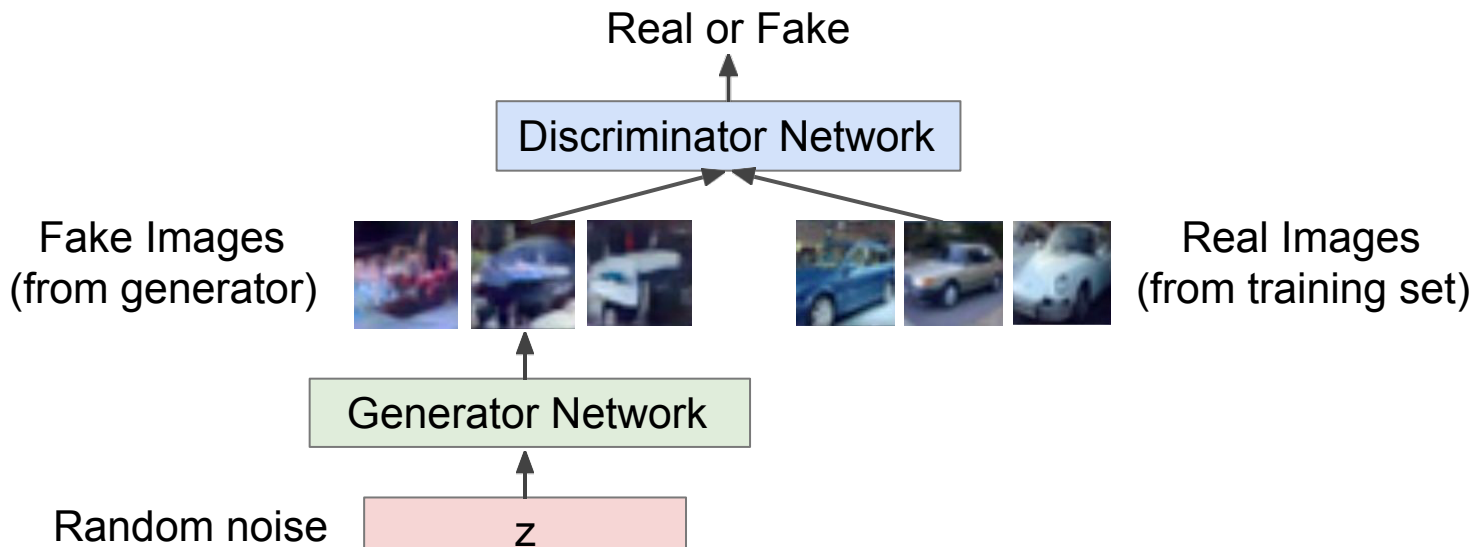 Real or Fake
Discriminator Network
Fake Images
(from generator)
Real Images
(from training set)
Generator Network
Random noise
z